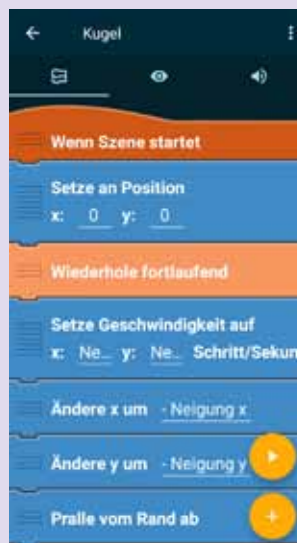 Kugel
Wenn Szene startet
Setze an Position
x: 0 y: 0
Wiederhole fortlaufend
Setze Geschwindigkeit auf
x: Ne... y: Ne... Schritt/Sekun
Ändere x um - Neigung x
Ändere y um - Neigung y
Pralle vom Rand ab